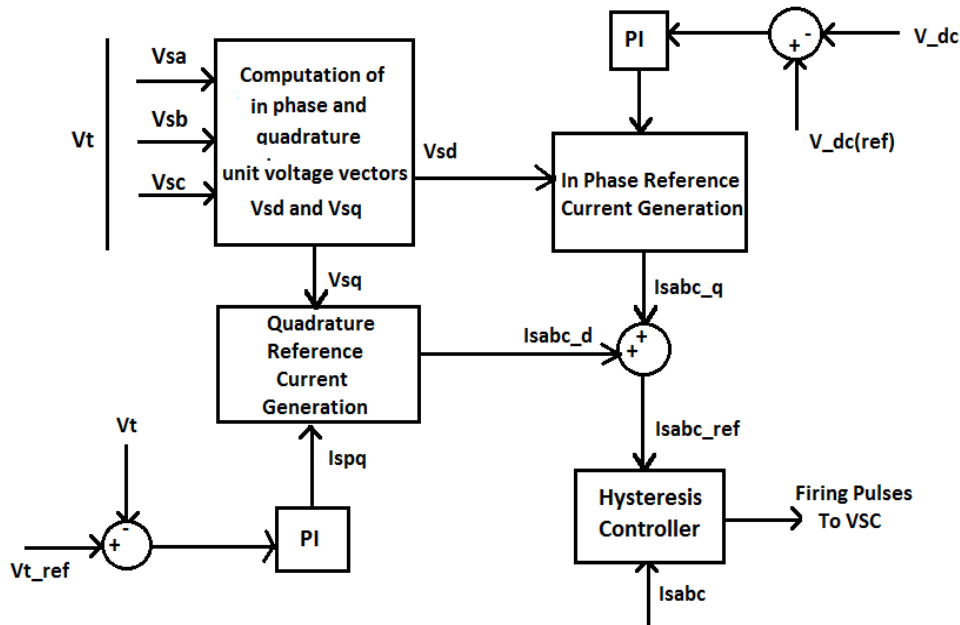 PI
-
+
V_dc
V_dc(ref)
Vt
Vsa
Vsb
Vsc
Computation of
in phase and
quadrature
unit voltage vectors
Vsd and Vsq
Vsd
In Phase Reference
Current Generation
Vsq
Isabc_q
Quadrature
Reference
Current
Generation
Isabc_d
+
+
Vt
Ispq
Isabc_ref
-
+
Vt_ref
PI
Hysteresis
Controller
Firing Pulses
To VSC
Isabc